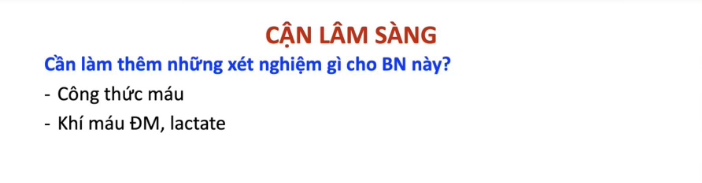 CẬN LÂM SÀNG
Cần làm thêm những xét nghiệm gì cho BN này?
- Công thức máu
- Khí máu ĐM, lactate